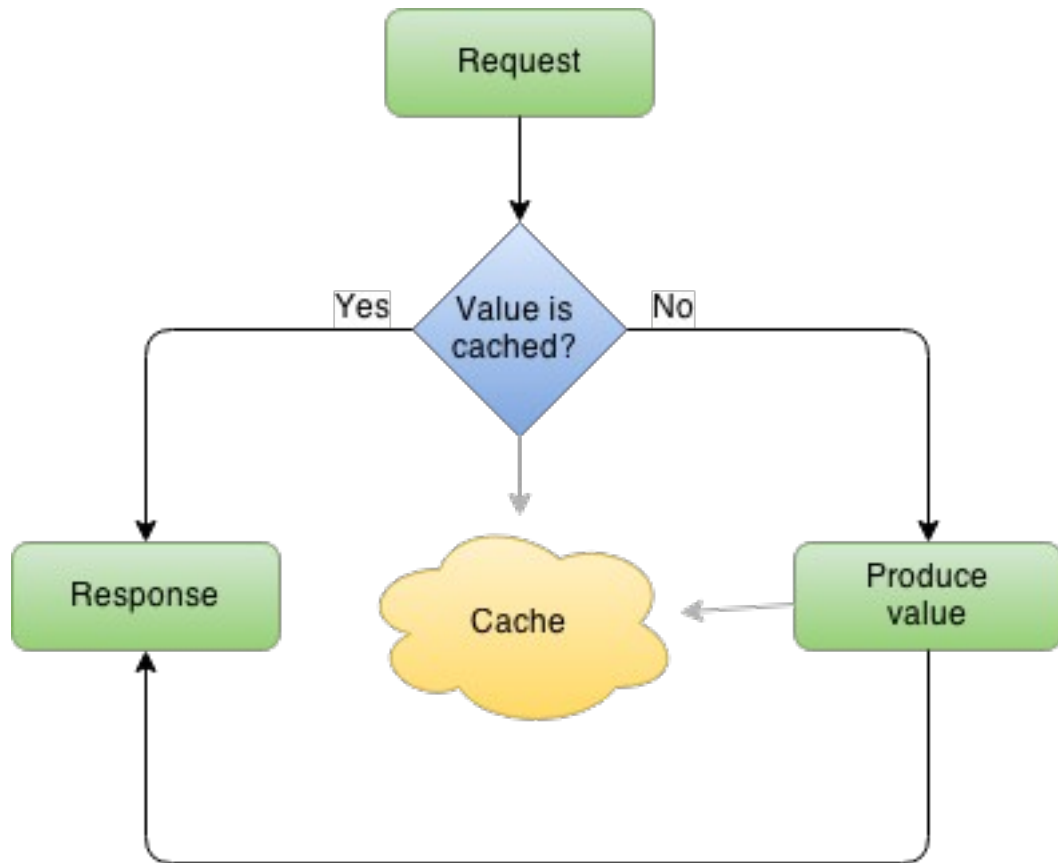 Request
Yes
Value is
cached?
No
Response
Cache
Produce
value